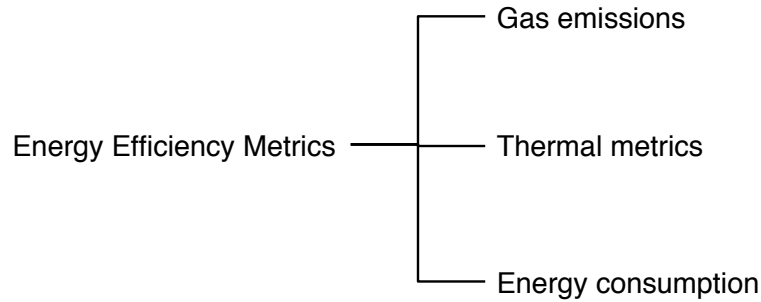 Gas emissions
Energy Efficiency Metrics
Thermal metrics
Energy consumption